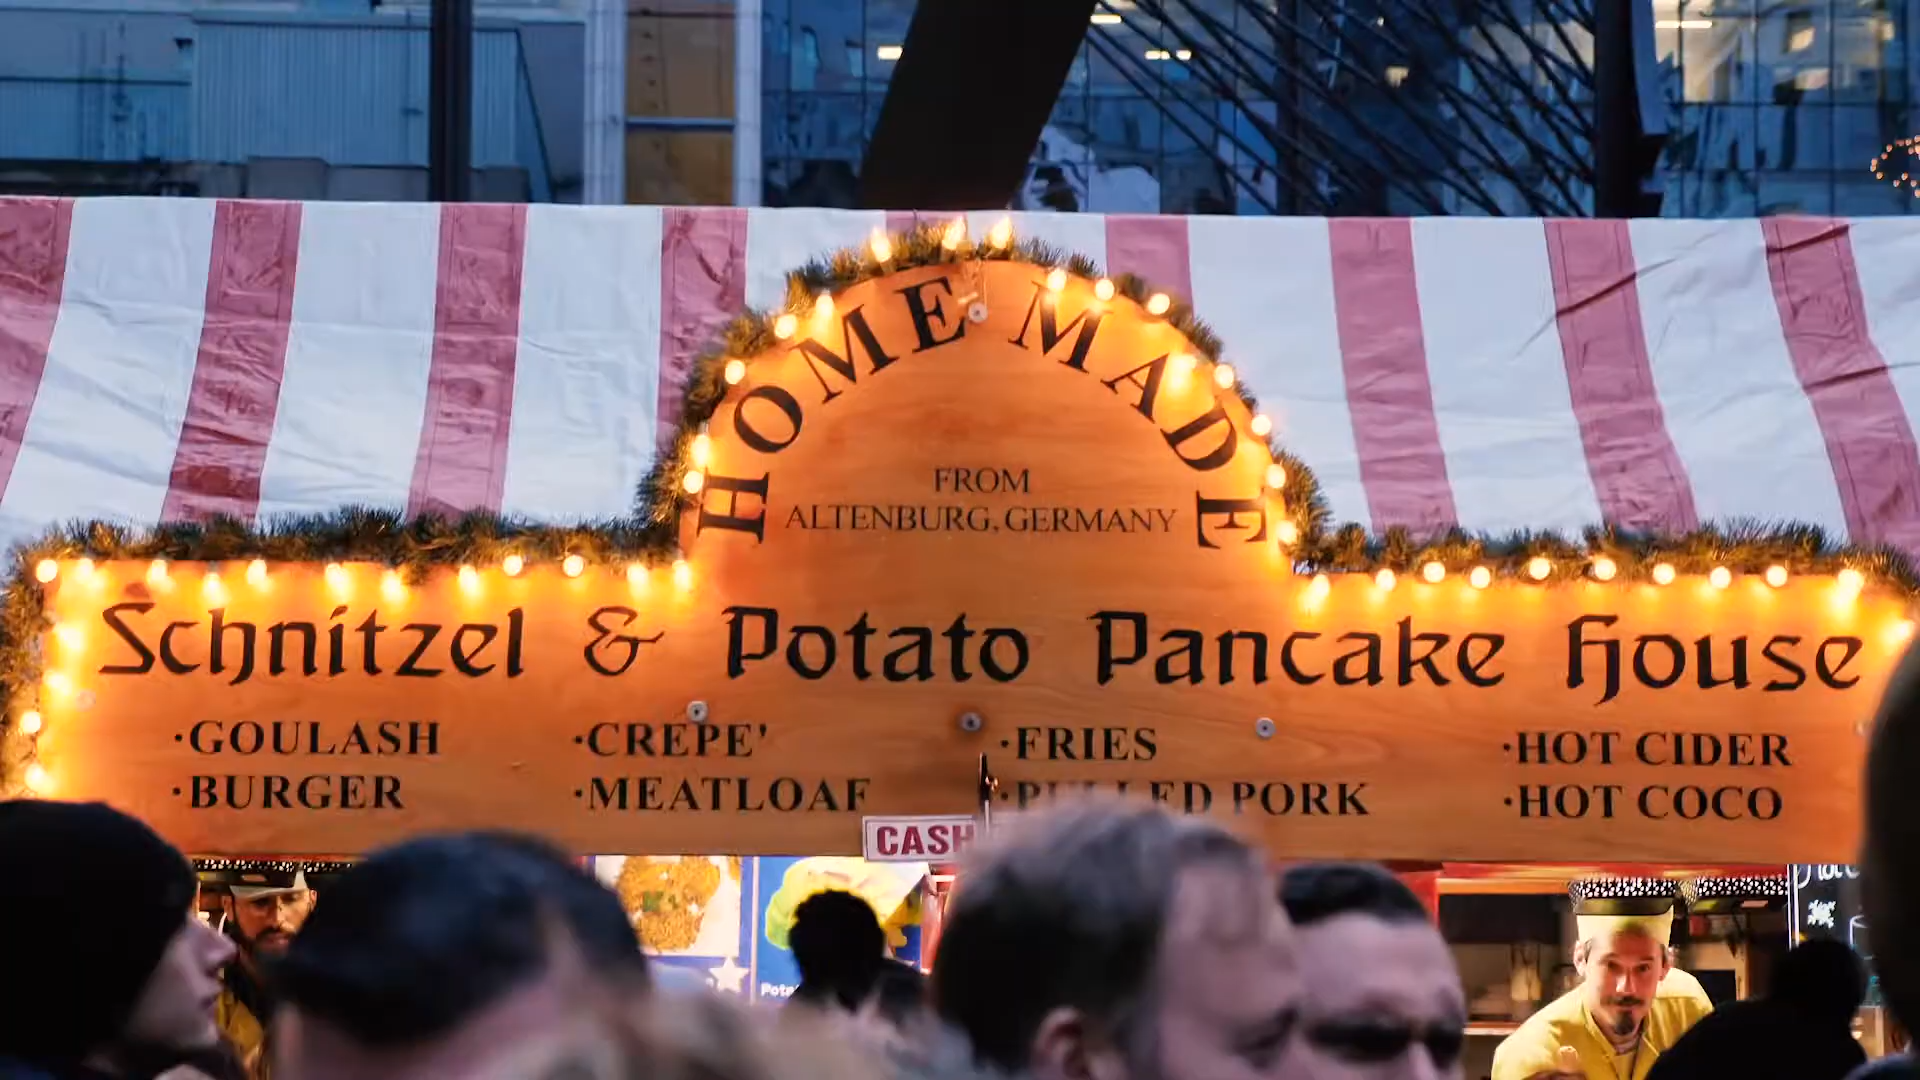 HOME MADE
FROM
ALTENBURG, GERMANY
Schnitzel & Potato Pancake House
·GOULASH ·CREPE' ·FRIES ·HOT CIDER
·BURGER ·MEATLOAF ·PULLED PORK ·HOT COCO
CASH